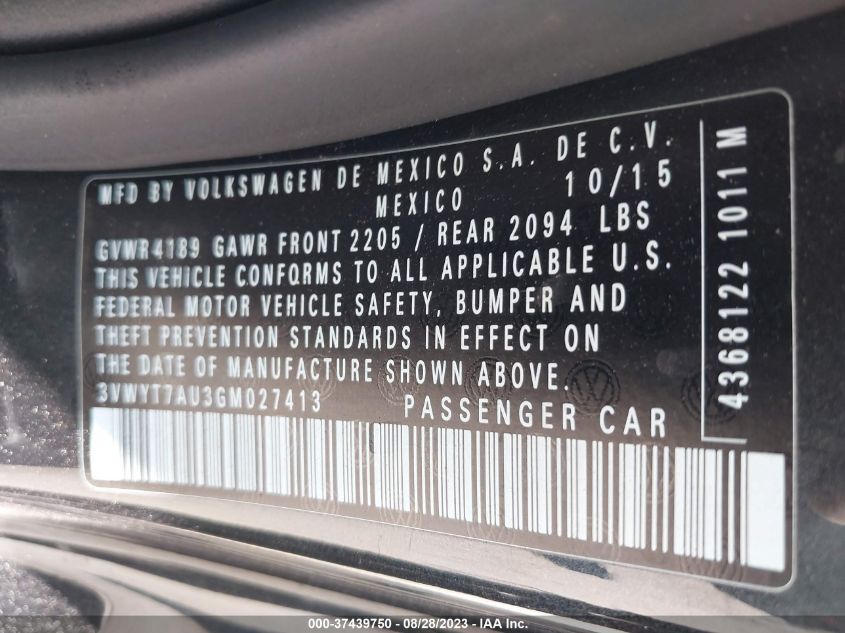 MFD BY VOLKSWAGEN DE MEXICO S.A. DE C.V.
MEXICO 10/15
GVWR 4189 GAWR FRONT 2205 / REAR 2094 LBS
THIS VEHICLE CONFORMS TO ALL APPLICABLE U.S.
FEDERAL MOTOR VEHICLE SAFETY, BUMPER AND
THEFT PREVENTION STANDARDS IN EFFECT ON
THE DATE OF MANUFACTURE SHOWN ABOVE.
3VWYT7AU3GM027413 PASSENGER CAR
4368122 1011 M
000-37439750 - 08/28/2023 - IAA Inc.